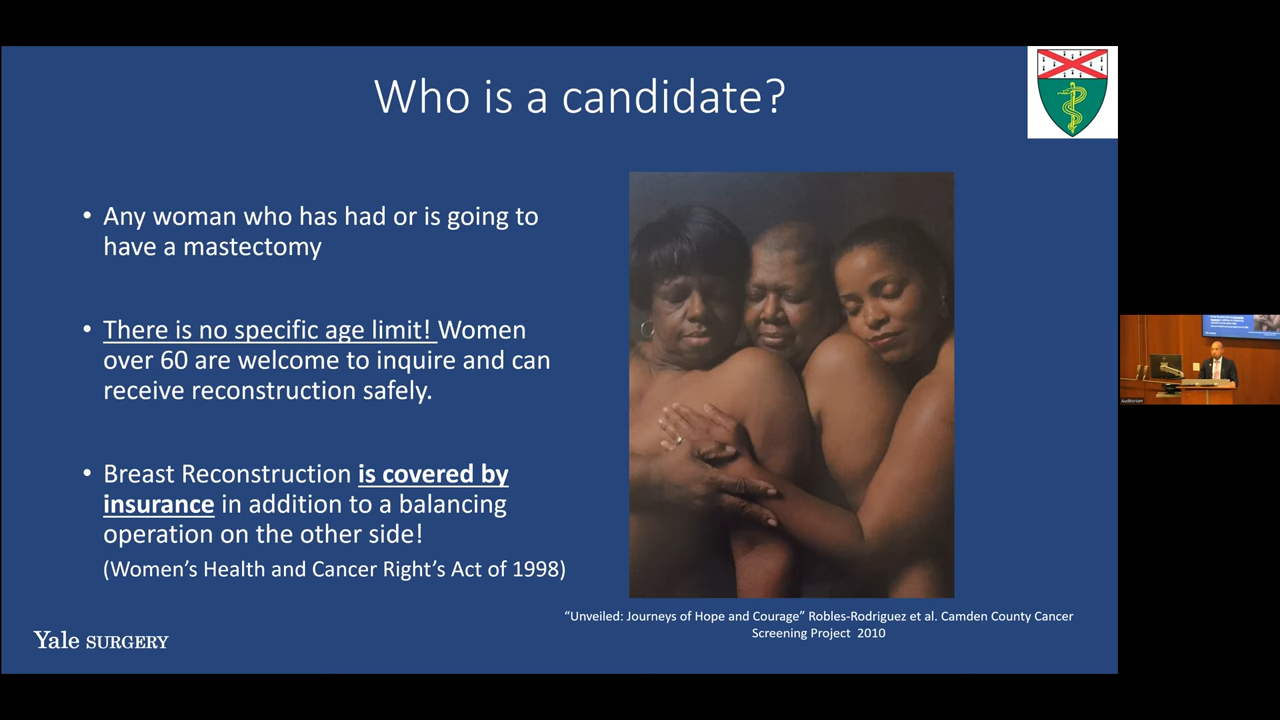 Who is a candidate?
• Any woman who has had or is going to
have a mastectomy
• There is no specific age limit! Women
over 60 are welcome to inquire and can
receive reconstruction safely.
• Breast Reconstruction is covered by
insurance in addition to a balancing
operation on the other side!
(Women’s Health and Cancer Right’s Act of 1998)
“Unveiled: Journeys of Hope and Courage” Robles-Rodriguez et al. Camden County Cancer
Screening Project 2010
Yale SURGERY
Auditorium